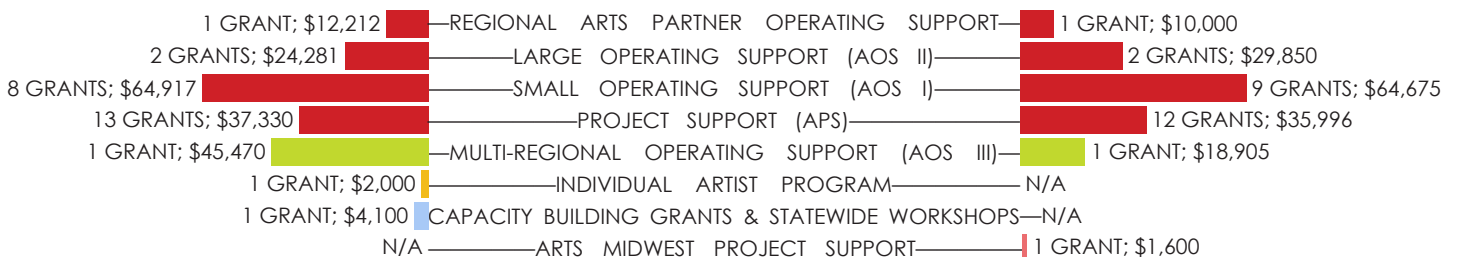 1 GRANT; $12,212 REGIONAL ARTS PARTNER OPERATING SUPPORT 1 GRANT; $10,000
2 GRANTS; $24,281 LARGE OPERATING SUPPORT (AOS II) 2 GRANTS; $29,850
8 GRANTS; $64,917 SMALL OPERATING SUPPORT (AOS I) 9 GRANTS; $64,675
13 GRANTS; $37,330 PROJECT SUPPORT (APS) 12 GRANTS; $35,996
1 GRANT; $45,470 MULTI-REGIONAL OPERATING SUPPORT (AOS III) 1 GRANT; $18,905
1 GRANT; $2,000 INDIVIDUAL ARTIST PROGRAM N/A
1 GRANT; $4,100 CAPACITY BUILDING GRANTS & STATEWIDE WORKSHOPS N/A
N/A ARTS MIDWEST PROJECT SUPPORT 1 GRANT; $1,600